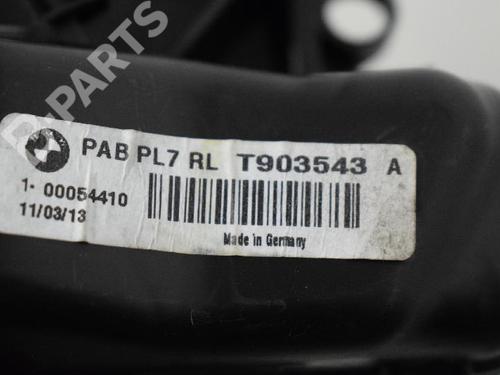 B-PARTS
PAB PL7 RL T903543 A
1- 00054410
11/03/13
Made in Germany